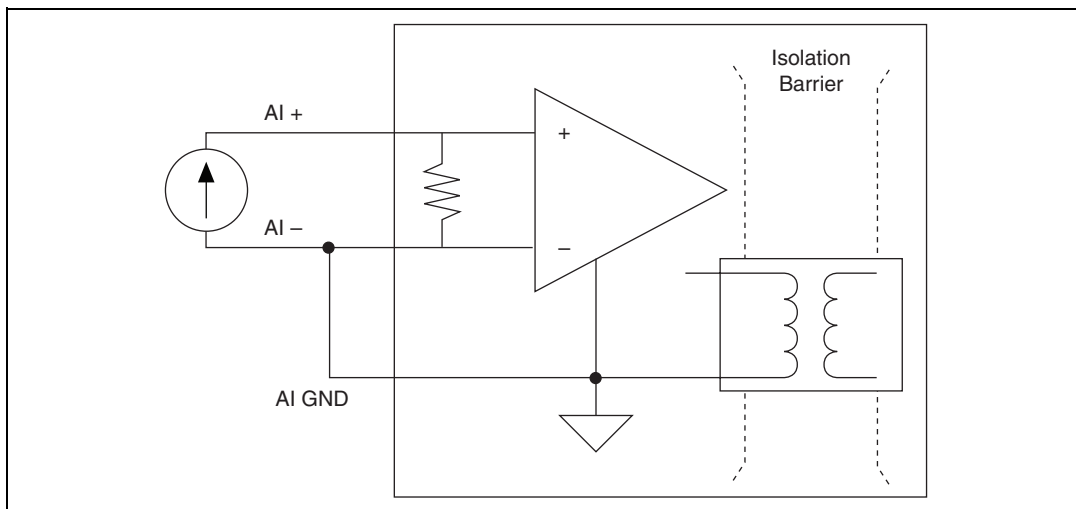 Isolation
Barrier
AI +
+
AI –
–
AI GND